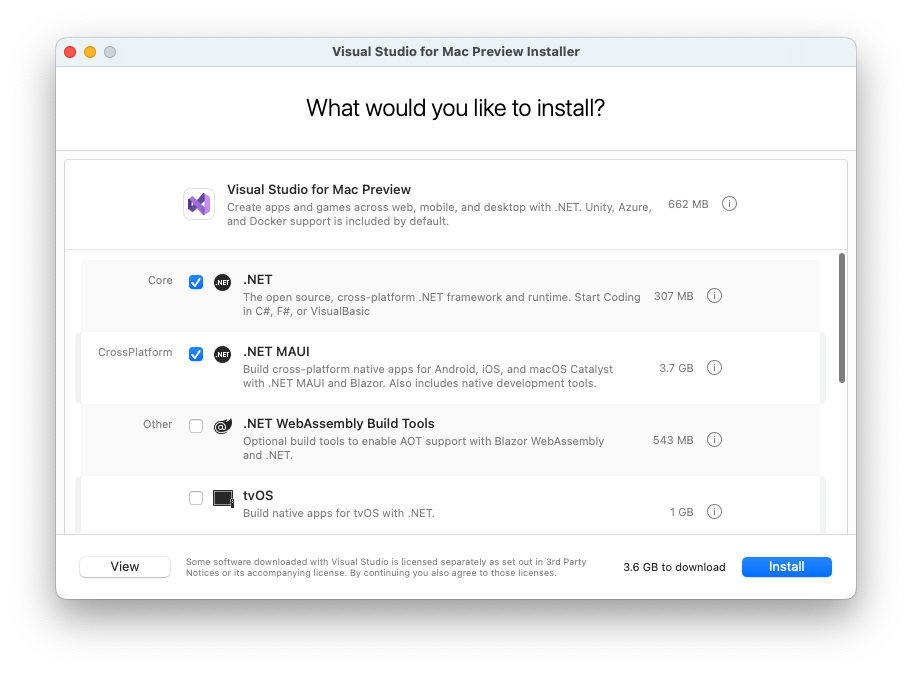 Visual Studio for Mac Preview Installer
What would you like to install?
Visual Studio for Mac Preview
Create apps and games across web, mobile, and desktop with .NET. Unity, Azure,
and Docker support is included by default.
662 MB
Core
.NET
.NET
The open source, cross-platform .NET framework and runtime. Start Coding
in C#, F#, or VisualBasic
307 MB
CrossPlatform
.NET
.NET MAUI
Build cross-platform native apps for Android, iOS, and macOS Catalyst
with .NET MAUI and Blazor. Also includes native development tools.
3.7 GB
Other
.NET WebAssembly Build Tools
Optional build tools to enable AOT support with Blazor WebAssembly
and .NET.
543 MB
tvOS
Build native apps for tvOS with .NET.
1 GB
View
Some software downloaded with Visual Studio is licensed separately as set out in 3rd Party
Notices or its accompanying license. By continuing you also agree to those licenses.
3.6 GB to download
Install